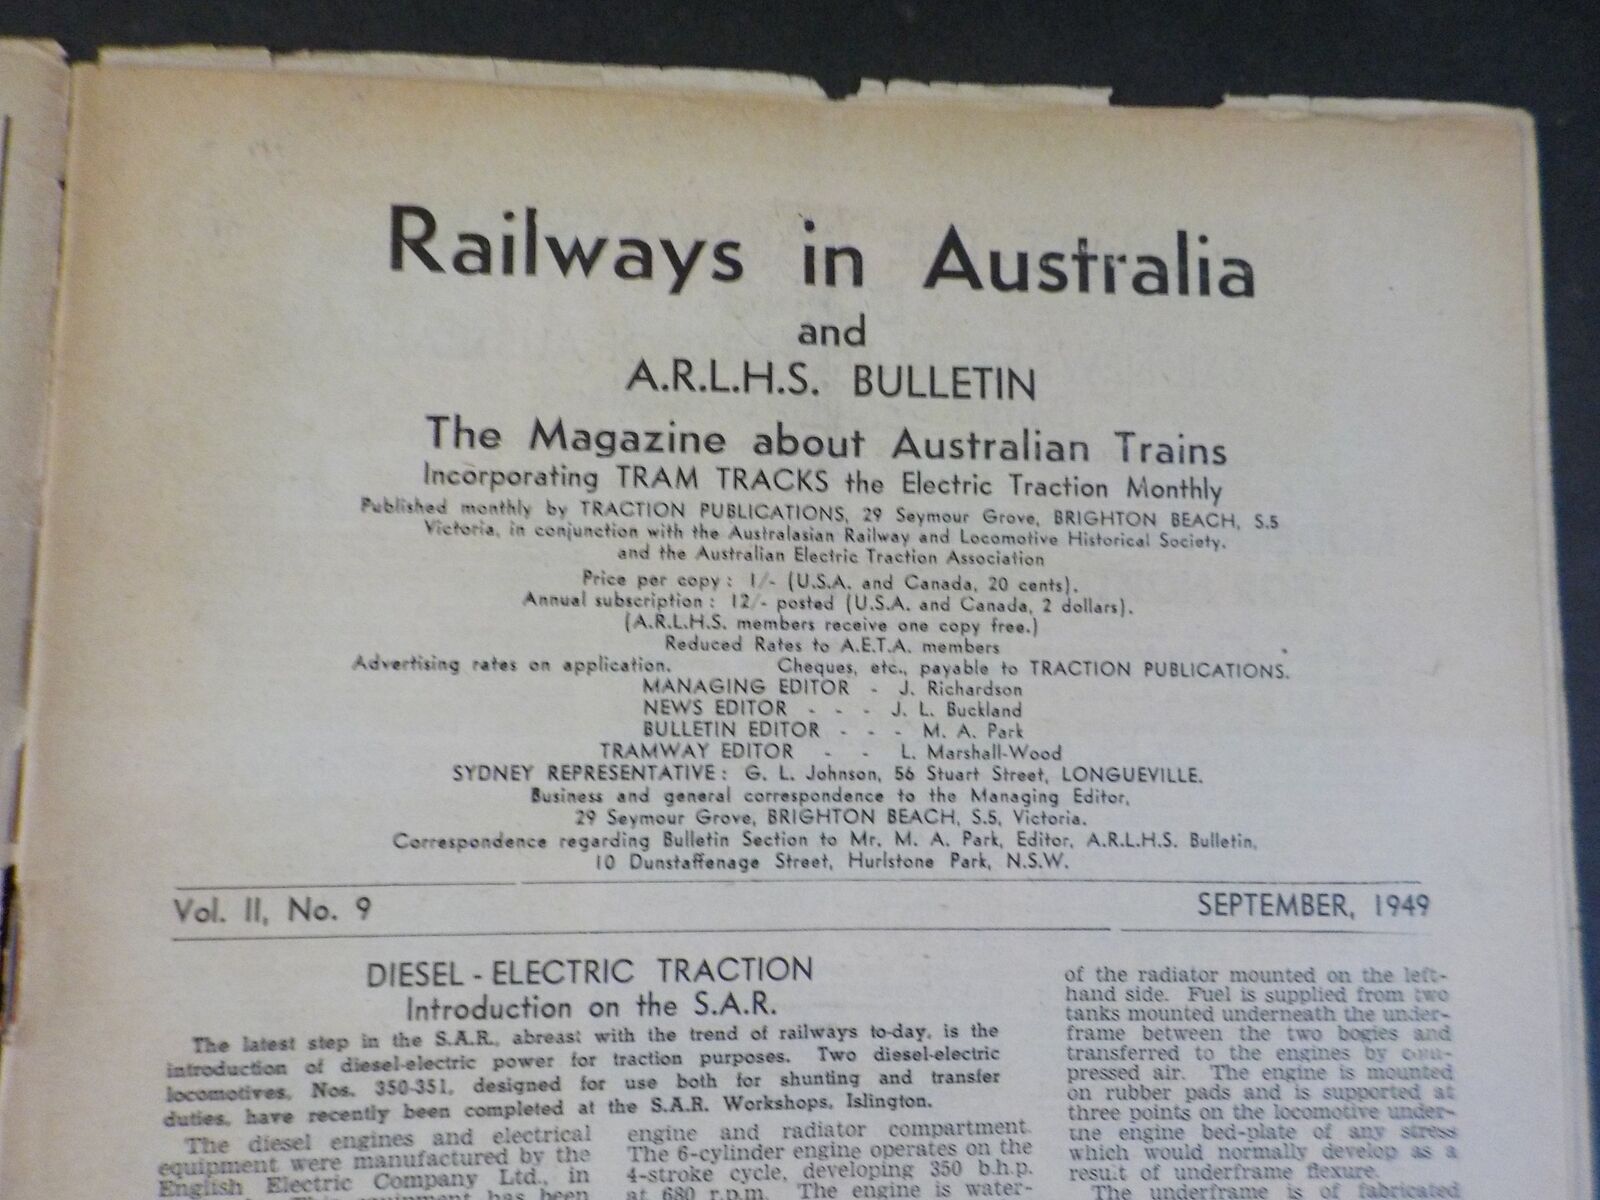 Railways in Australia
and
A.R.L.H.S. BULLETIN
The Magazine about Australian Trains
Incorporating TRAM TRACKS the Electric Traction Monthly
Published monthly by TRACTION PUBLICATIONS, 29 Seymour Grove, BRIGHTON BEACH, S.5
Victoria, in conjunction with the Australasian Railway and Locomotive Historical Society.
and the Australian Electric Traction Association
Price per copy : 1/- (U.S.A. and Canada, 20 cents).
Annual subscription : 12/- posted (U.S.A. and Canada, 2 dollars).
(A.R.L.H.S. members receive one copy free.)
Reduced Rates to A.E.T.A. members
Advertising rates on application. Cheques, etc., payable to TRACTION PUBLICATIONS.
MANAGING EDITOR - J. Richardson
NEWS EDITOR - - - J. L. Buckland
BULLETIN EDITOR - - - M. A. Park
TRAMWAY EDITOR - - L. Marshall-Wood
SYDNEY REPRESENTATIVE : G. L. Johnson, 56 Stuart Street, LONGUEVILLE.
Business and general correspondence to the Managing Editor,
29 Seymour Grove, BRIGHTON BEACH, S.5, Victoria.
Correspondence regarding Bulletin Section to Mr. M. A. Park, Editor, A.R.L.H.S. Bulletin,
10 Dunstaffenage Street, Hurlstone Park, N.S.W.
Vol. II, No. 9 SEPTEMBER, 1949
DIESEL - ELECTRIC TRACTION
Introduction on the S.A.R.
The latest step in the S.A.R., abreast with the trend of railways to-day, is the
introduction of diesel-electric power for traction purposes. Two diesel-electric
locomotives, Nos. 350-351, designed for use both for shunting and transfer
duties, have recently been completed at the S.A.R. Workshops, Islington.
The diesel engines and electrical
equipment were manufactured by the
English Electric Company Ltd., in
This equipment has been
engine and radiator compartment.
The 6-cylinder engine operates on the
4-stroke cycle, developing 350 b.h.p.
at 680 r.p.m. The engine is water-
of the radiator mounted on the left-
hand side. Fuel is supplied from two
tanks mounted underneath the under-
frame between the two bogies and
transferred to the engines by com-
pressed air. The engine is mounted
on rubber pads and is supported at
three points on the locomotive under-
the engine bed-plate of any stress
which would normally develop as a
result of underframe flexure.
The underframe is of fabricated